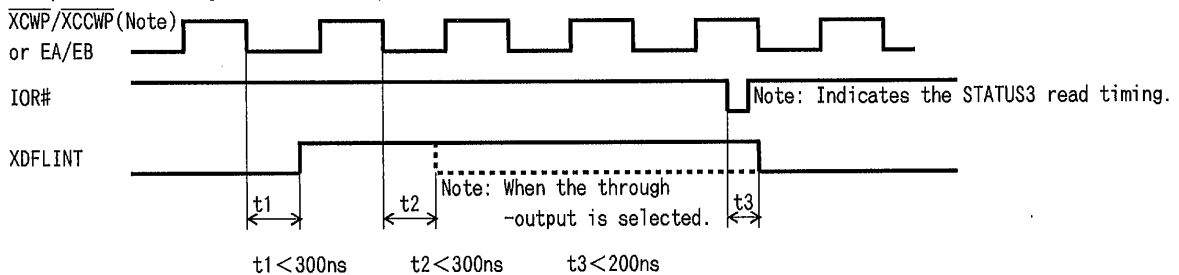 XCWP/XCCWP(Note)
or EA/EB
IOR#
Note: Indicates the STATUS3 read timing.
XDFLINT
Note: When the through
-output is selected.
t1
t2
t3
t1<300ns t2<300ns t3<200ns